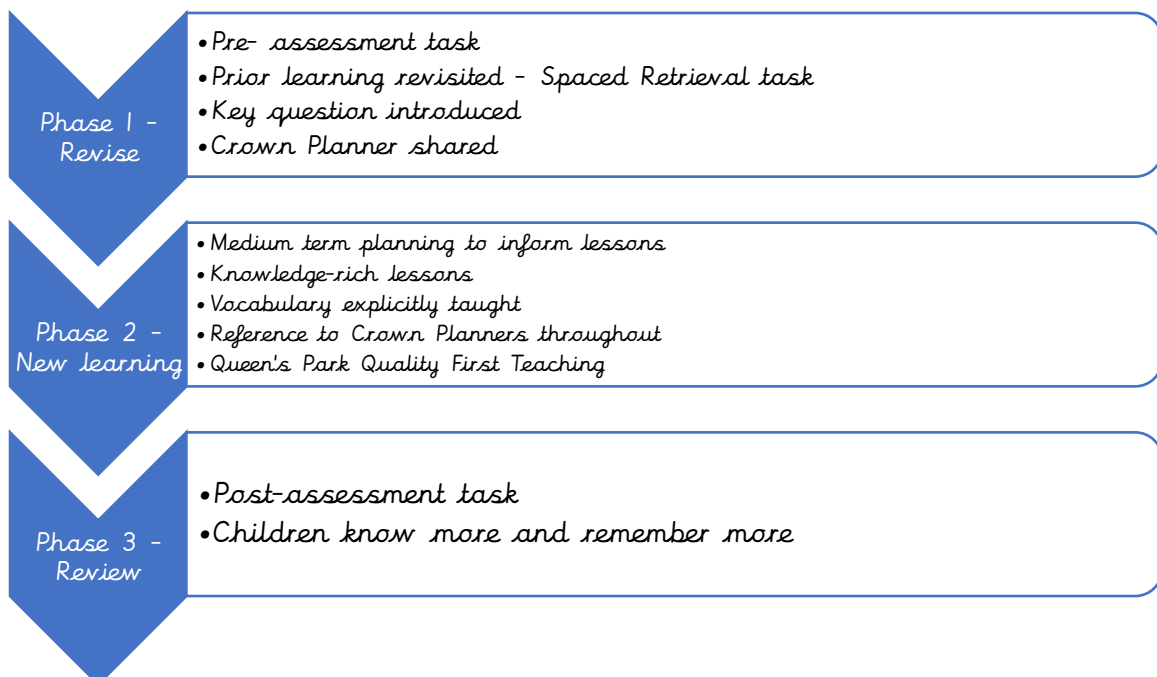 Phase 1 -
Revise
• Pre- assessment task
• Prior learning revisited - Spaced Retrieval task
• Key question introduced
• Crown Planner shared
Phase 2 -
New learning
• Medium term planning to inform lessons
• Knowledge-rich lessons
• Vocabulary explicitly taught
• Reference to Crown Planners throughout
• Queen's Park Quality First Teaching
Phase 3 -
Review
• Post-assessment task
• Children know more and remember more